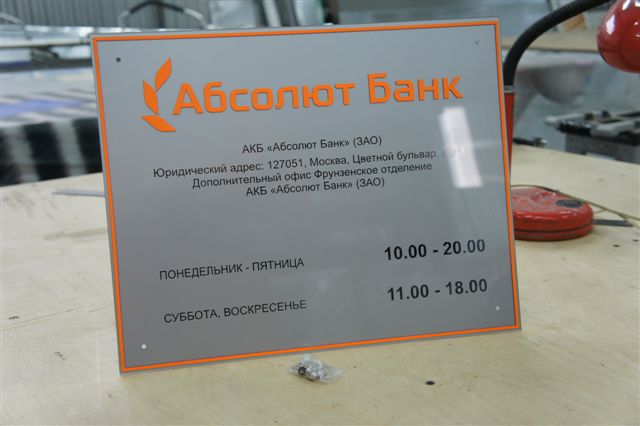 Абсолют Банк
АКБ «Абсолют Банк» (ЗАО)
Юридический адрес: 127051, Москва, Цветной бульвар,
Дополнительный офис Фрунзенское отделение
АКБ «Абсолют Банк» (ЗАО)
ПОНЕДЕЛЬНИК - ПЯТНИЦА 10.00 - 20.00
СУББОТА, ВОСКРЕСЕНЬЕ 11.00 - 18.00